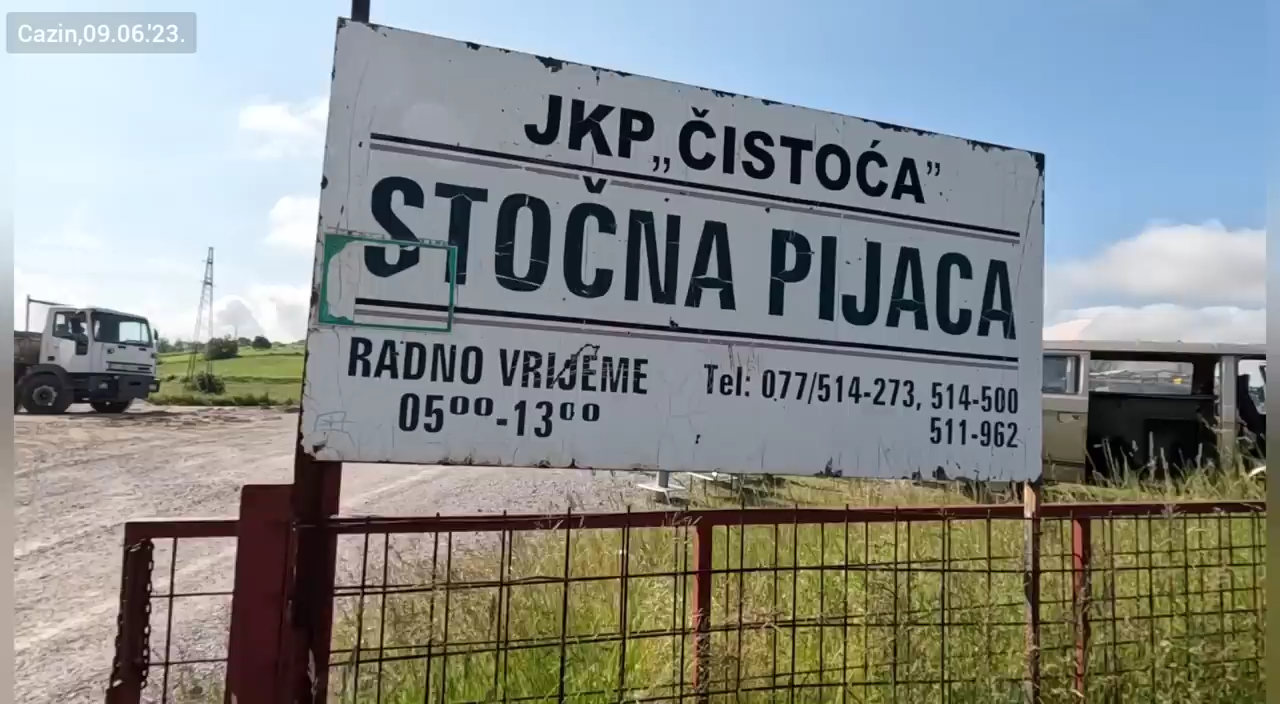 Cazin,09.06.'23.
JKP „ČISTOĆA”
STOČNA PIJACA
RADNO VRIJEME
05⁰⁰-13⁰⁰
Tel: 077/514-273, 514-500
511-962